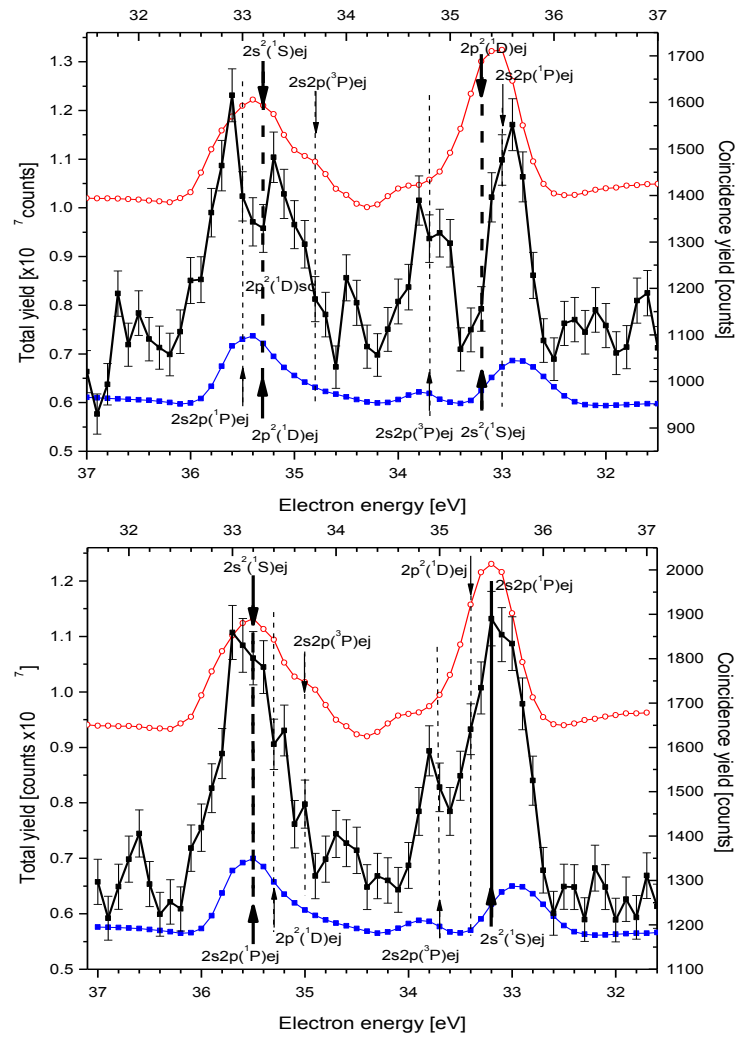 32 33 34 35 36 37
2s²(¹S)ej
2p²(¹D)ej
2s2p(³P)ej
2s2p(¹P)ej
1.3
1.2
1.1
1.0
0.9
0.8
0.7
0.6
0.5
Total yield [x10 ⁷ counts]
1700
1600
1500
1400
1300
1200
1100
1000
900
Coincidence yield [counts]
2p²(¹D)sc
2s2p(¹P)ej
2p²(¹D)ej
2s2p(³P)ej
2s²(¹S)ej
37 36 35 34 33 32
Electron energy [eV]
32 33 34 35 36 37
2s²(¹S)ej
2p²(¹D)ej
2s2p(¹P)ej
2s2p(³P)ej
1.2
1.1
1.0
0.9
0.8
0.7
0.6
0.5
Total yield [counts x10 ⁷]
2000
1900
1800
1700
1600
1500
1400
1300
1200
1100
Coincidence yield [counts]
2p²(¹D)ej
2s2p(¹P)ej
2s2p(³P)ej
2s²(¹S)ej
37 36 35 34 33 32
Electron energy [eV]